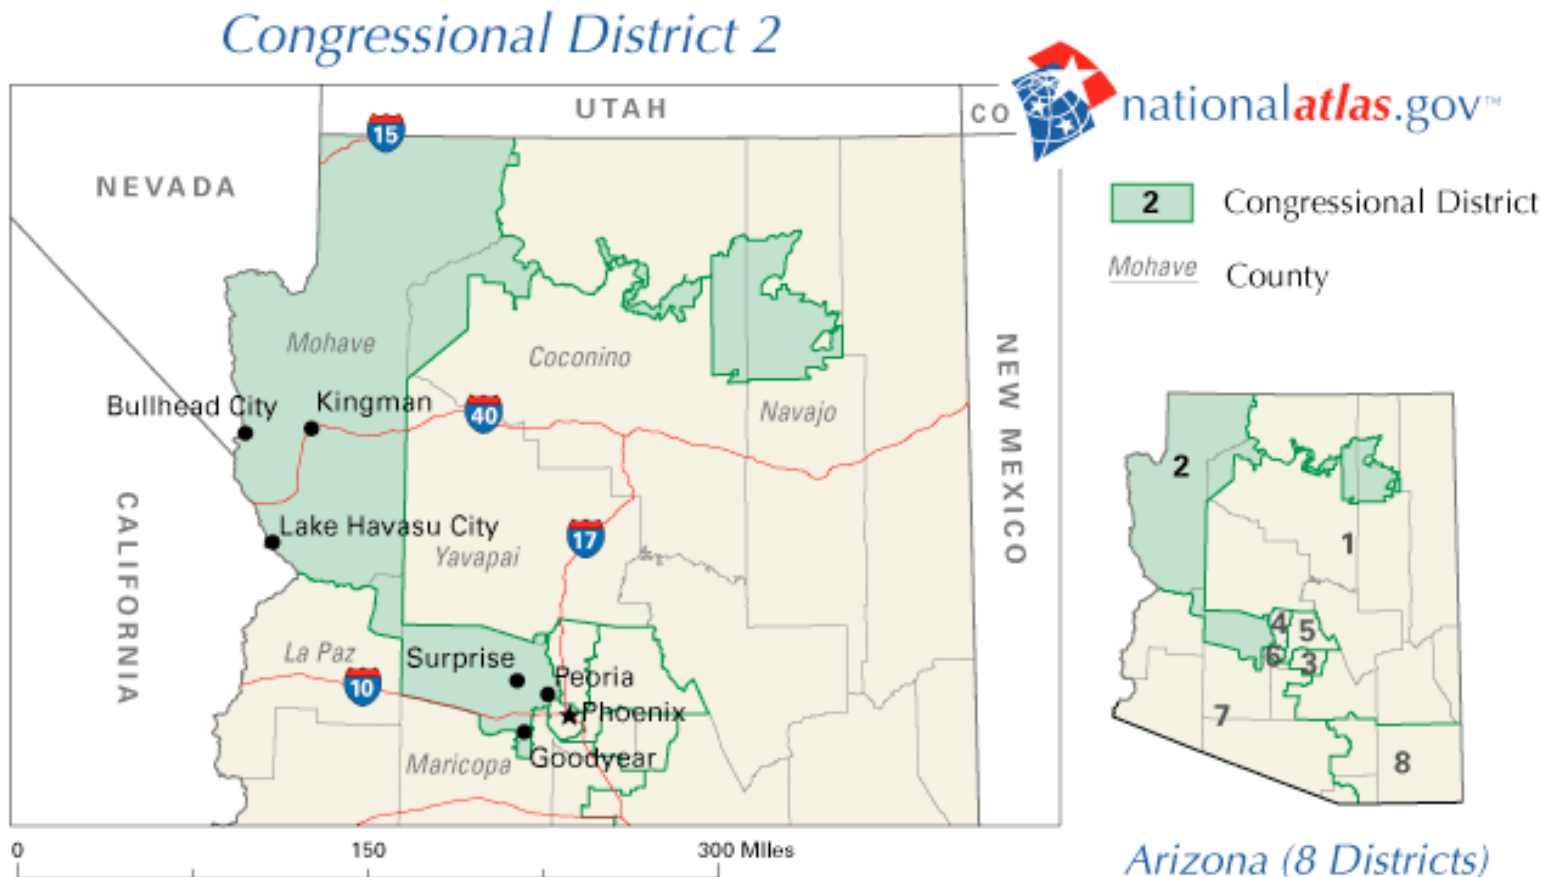 Congressional District 2
UTAH
CO
nationalatlas.gov™
15
NEVADA
2 Congressional District
Mohave County
Mohave
Coconino
NEW MEXICO
Bullhead City
Kingman
40
Navajo
2
CALIFORNIA
Lake Havasu City
Yavapai
17
1
La Paz
Surprise
4
5
10
Peoria
6
3
Phoenix
7
Maricopa
Goodyear
8
0 150 300 Miles
Arizona (8 Districts)